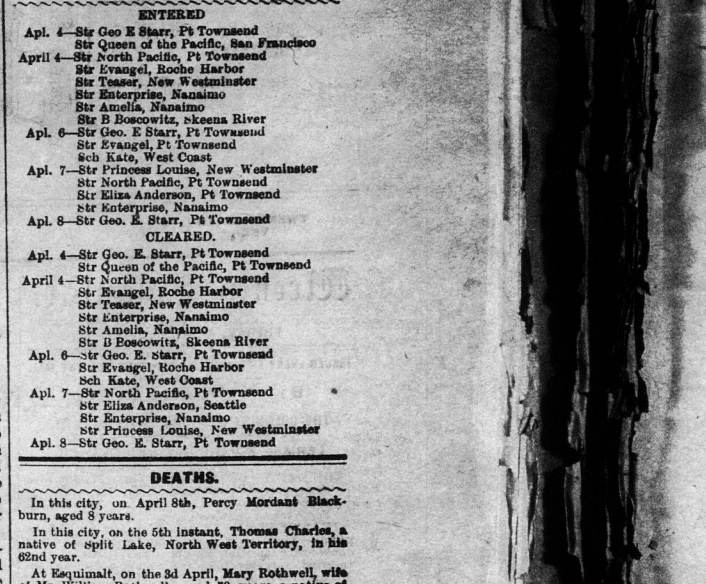 ENTERED
Apl. 4—Str Geo E Starr, Pt Townsend
Str Queen of the Pacific, San Francisco
April 4—Str North Pacific, Pt Townsend
Str Evangel, Roche Harbor
Str Teaser, New Westminster
Str Enterprise, Nanaimo
Str Amelia, Nanaimo
Str B Boscowitz, Skeena River
Apl. 6—Str Geo. E Starr, Pt Townsend
Str Evangel, Pt Townsend
Sch Kate, West Coast
Apl. 7—Str Princess Louise, New Westminster
Str North Pacific, Pt Townsend
Str Eliza Anderson, Pt Townsend
Str Enterprise, Nanaimo
Apl. 8—Str Geo. E. Starr, Pt Townsend
CLEARED.
Apl. 4—Str Geo. E. Starr, Pt Townsend
Str Queen of the Pacific, Pt Townsend
April 4—Str North Pacific, Pt Townsend
Str Evangel, Roche Harbor
Str Teaser, New Westminster
Str Enterprise, Nanaimo
Str Amelia, Nanaimo
Str B Boscowitz, Skeena River
Apl. 6—Str Geo. E. Starr, Pt Townsend
Str Evangel, Roche Harbor
Sch Kate, West Coast
Apl. 7—Str North Pacific, Pt Townsend
Str Eliza Anderson, Seattle
Str Enterprise, Nanaimo
Str Princess Louise, New Westminster
Apl. 8—Str Geo. E. Starr, Pt Townsend
DEATHS.
In this city, on April 8th, Percy Mordant Black-
burn, aged 8 years.
In this city, on the 5th instant, Thomas Charles, a
native of Split Lake, North West Territory, in his
62nd year.
At Esquimalt, on the 3d April, Mary Rothwell, wife